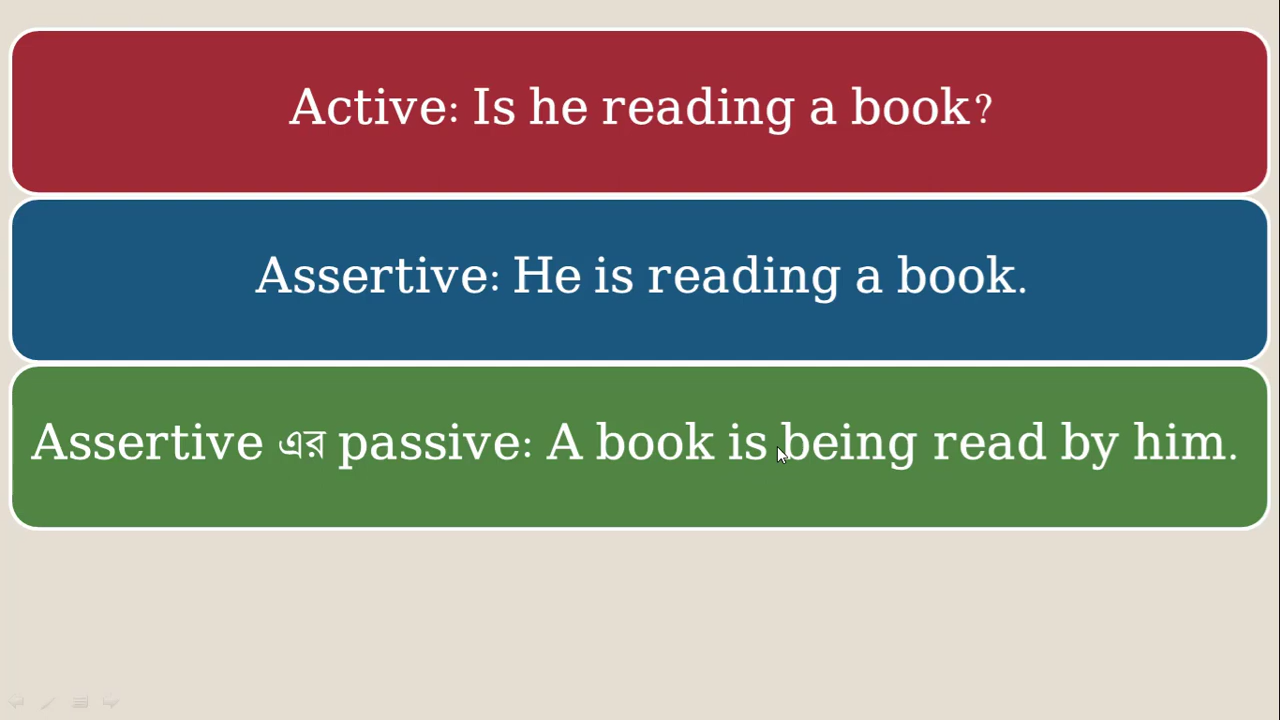 Active: Is he reading a book?
Assertive: He is reading a book.
Assertive এর passive: A book is being read by him.